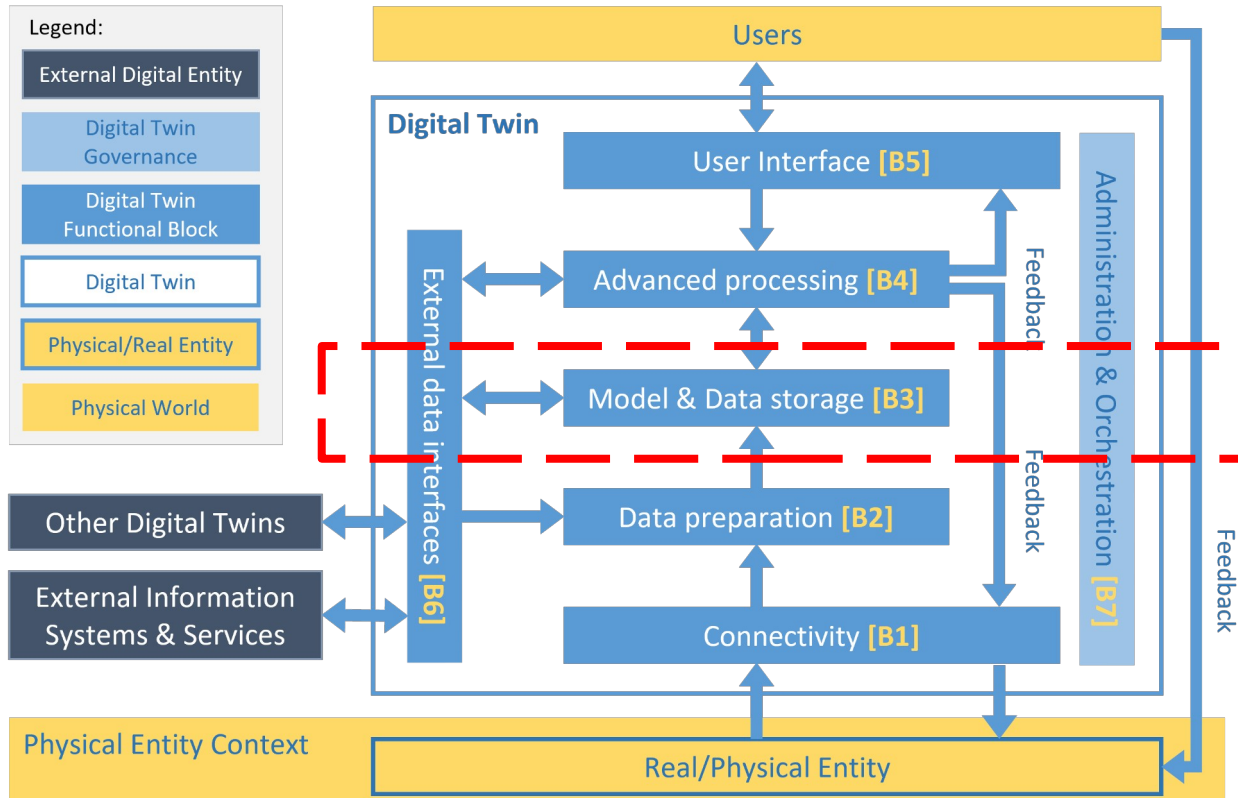 Legend:
External Digital Entity
Digital Twin
Governance
Digital Twin
Functional Block
Digital Twin
Physical/Real Entity
Physical World
Users
Digital Twin
User Interface [B5]
Advanced processing [B4]
Model & Data storage [B3]
Data preparation [B2]
Connectivity [B1]
External data interfaces [B6]
Administration & Orchestration [B7]
Feedback
Feedback
Feedback
Other Digital Twins
External Information
Systems & Services
Physical Entity Context
Real/Physical Entity